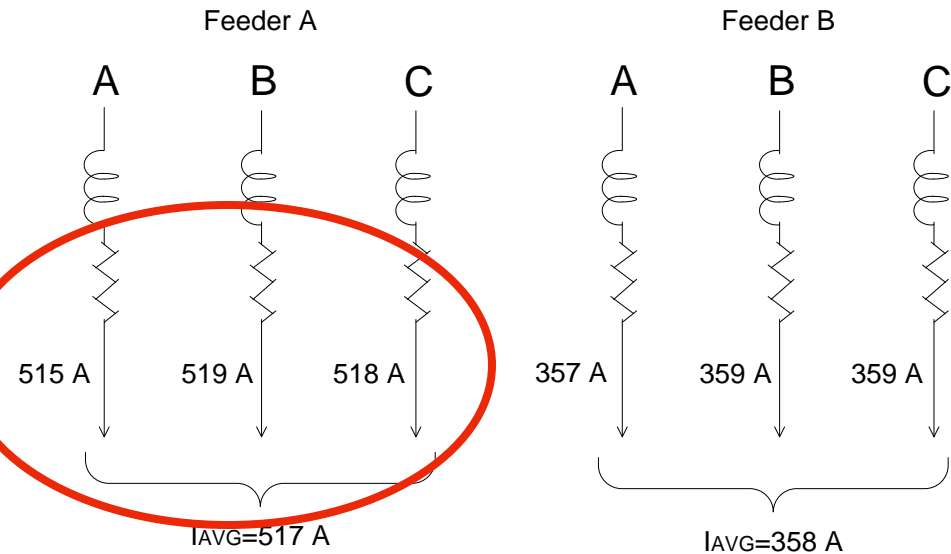 Feeder A
Feeder B
A B C
A B C
515 A 519 A 518 A
357 A 359 A 359 A
IAVG=517 A
IAVG=358 A